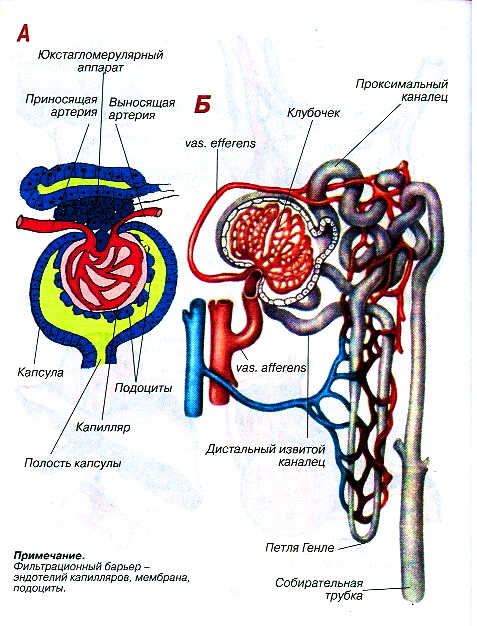 А
Юкстагломерулярный
аппарат
Приносящая
артерия
Выносящая
артерия
Б
Проксимальный
каналец
Клубочек
vas. efferens
vas. afferens
Капсула
Подоциты
Капилляр
Полость капсулы
Дистальный извитой
каналец
Петля Генле
Собирательная
трубка
Примечание.
Фильтрационный барьер –
эндотелий капилляров, мембрана,
подоциты.